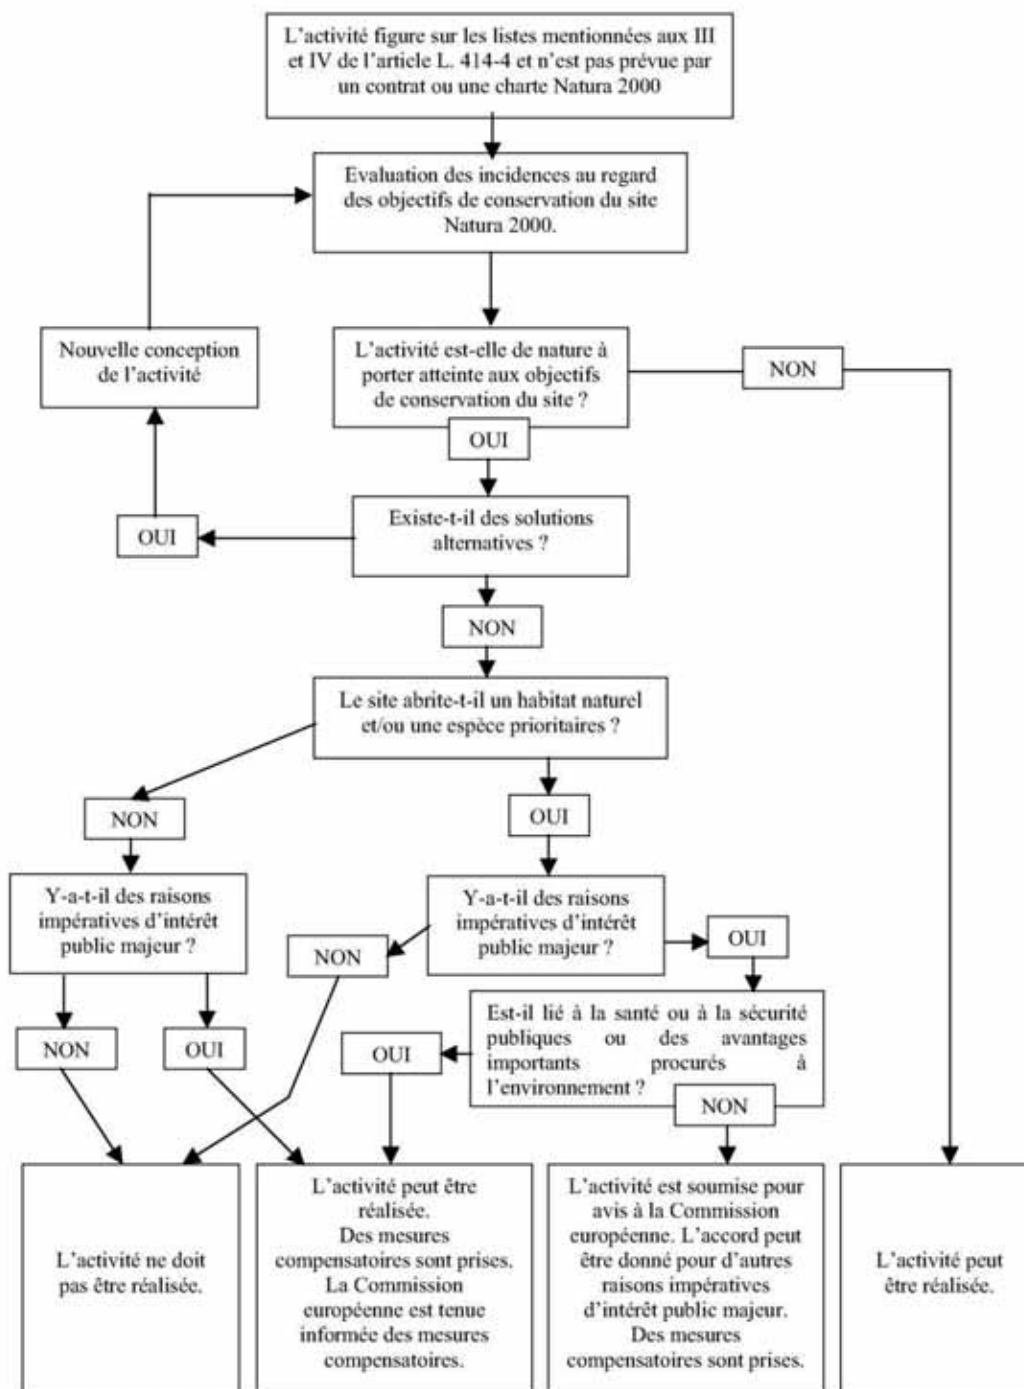 L'activité figure sur les listes mentionnées aux III
et IV de l'article L. 414-4 et n'est pas prévue par
un contrat ou une charte Natura 2000
Evaluation des incidences au regard
des objectifs de conservation du site
Natura 2000.
Nouvelle conception
de l'activité
L'activité est-elle de nature à
porter atteinte aux objectifs
de conservation du site ?
NON
OUI
OUI
Existe-t-il des solutions
alternatives ?
NON
Le site abrite-t-il un habitat naturel
et/ou une espèce prioritaires ?
NON
OUI
Y-a-t-il des raisons
impératives d'intérêt
public majeur ?
Y-a-t-il des raisons
impératives d'intérêt
public majeur ?
NON
OUI
NON
OUI
OUI
Est-il lié à la santé ou à la sécurité
publiques ou des avantages
importants procurés à
l'environnement ?
NON
L'activité ne doit
pas être réalisée.
L'activité peut être
réalisée.
Des mesures
compensatoires sont prises.
La Commission
européenne est tenue
informée des mesures
compensatoires.
L'activité est soumise pour
avis à la Commission
européenne. L'accord peut
être donné pour d'autres
raisons impératives
d'intérêt public majeur.
Des mesures
compensatoires sont prises.
L'activité peut
être réalisée.